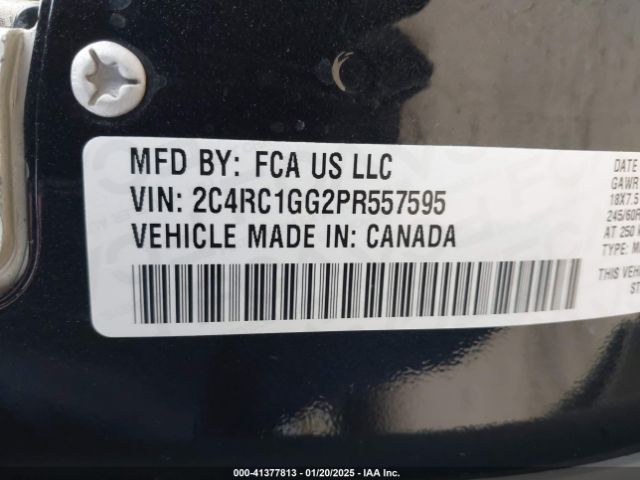 MFD BY: FCA US LLC
VIN: 2C4RC1GG2PR557595
VEHICLE MADE IN: CANADA
DATE
GAWR
18X7.5
245/60R
AT 250
TYPE:
THIS
ST
000-41377813 - 01/20/2025 - IAA Inc.